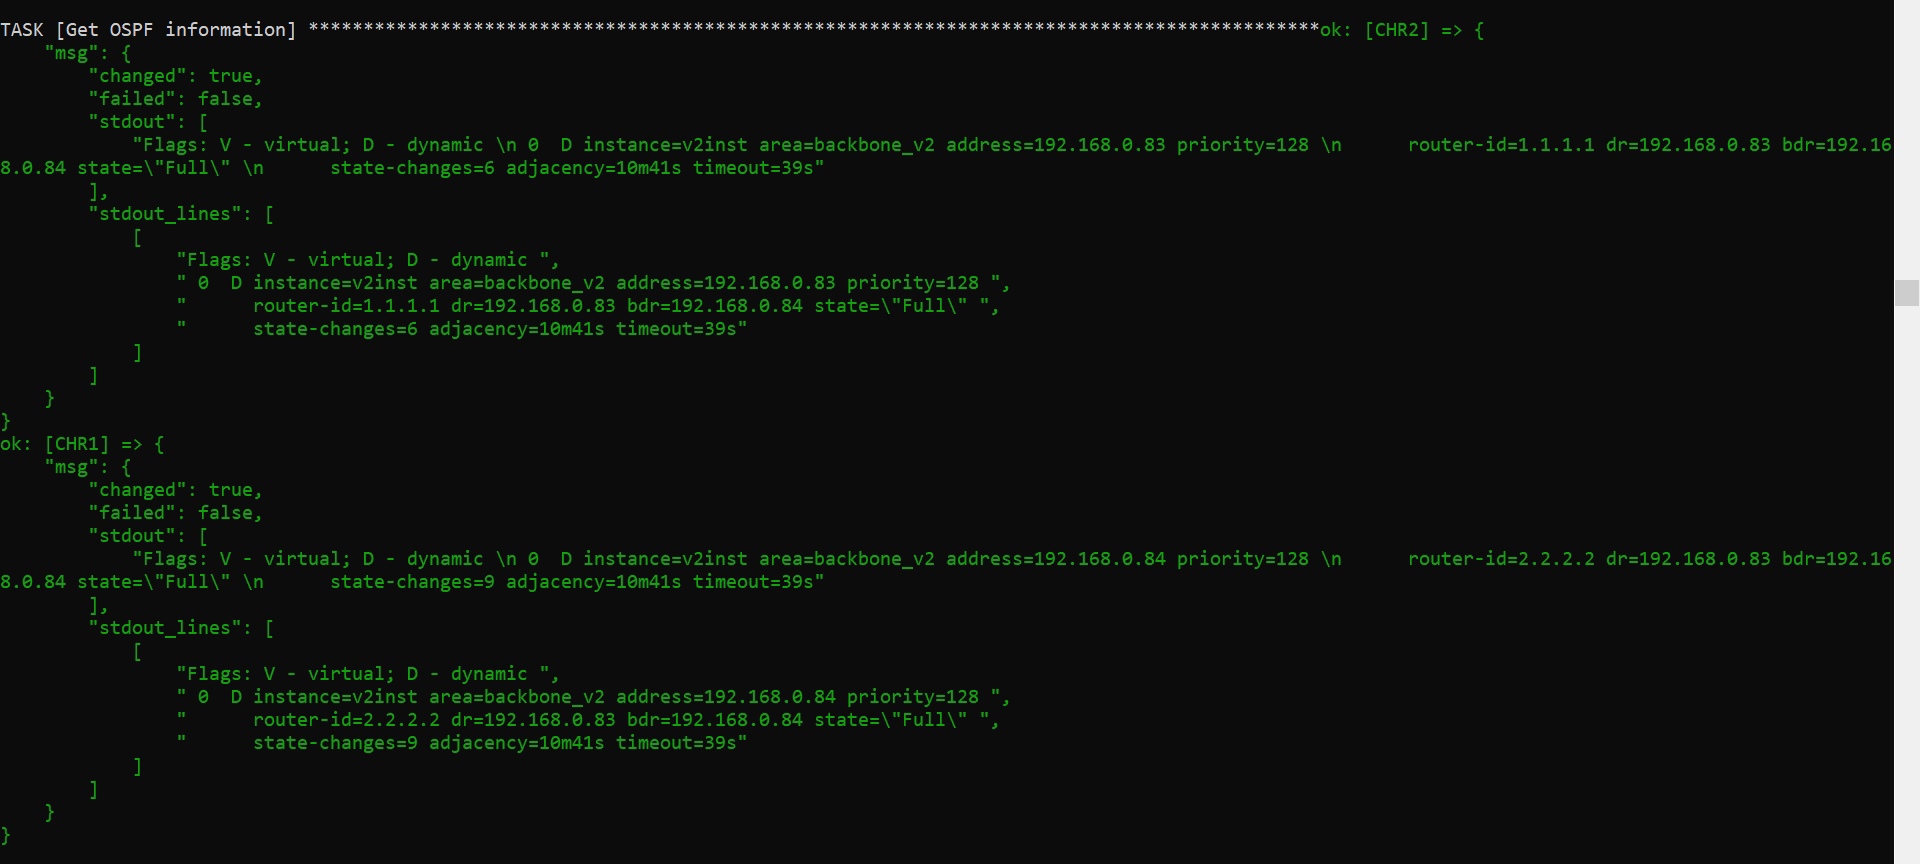 TASK [Get OSPF information] ********************************************************************************************ok: [CHR2] => {
    "msg": {
        "changed": true,
        "failed": false,
        "stdout": [
            "Flags: V - virtual; D - dynamic \n 0  D instance=v2inst area=backbone_v2 address=192.168.0.83 priority=128 \n      router-id=1.1.1.1 dr=192.168.0.83 bdr=192.16
8.0.84 state=\"Full\" \n      state-changes=6 adjacency=10m41s timeout=39s"
        ],
        "stdout_lines": [
            [
                "Flags: V - virtual; D - dynamic ",
                " 0  D instance=v2inst area=backbone_v2 address=192.168.0.83 priority=128 ",
                "      router-id=1.1.1.1 dr=192.168.0.83 bdr=192.168.0.84 state=\"Full\" ",
                "      state-changes=6 adjacency=10m41s timeout=39s"
            ]
        ]
    }
}
ok: [CHR1] => {
    "msg": {
        "changed": true,
        "failed": false,
        "stdout": [
            "Flags: V - virtual; D - dynamic \n 0  D instance=v2inst area=backbone_v2 address=192.168.0.84 priority=128 \n      router-id=2.2.2.2 dr=192.168.0.83 bdr=192.16
8.0.84 state=\"Full\" \n      state-changes=9 adjacency=10m41s timeout=39s"
        ],
        "stdout_lines": [
            [
                "Flags: V - virtual; D - dynamic ",
                " 0  D instance=v2inst area=backbone_v2 address=192.168.0.84 priority=128 ",
                "      router-id=2.2.2.2 dr=192.168.0.83 bdr=192.168.0.84 state=\"Full\" ",
                "      state-changes=9 adjacency=10m41s timeout=39s"
            ]
        ]
    }
}